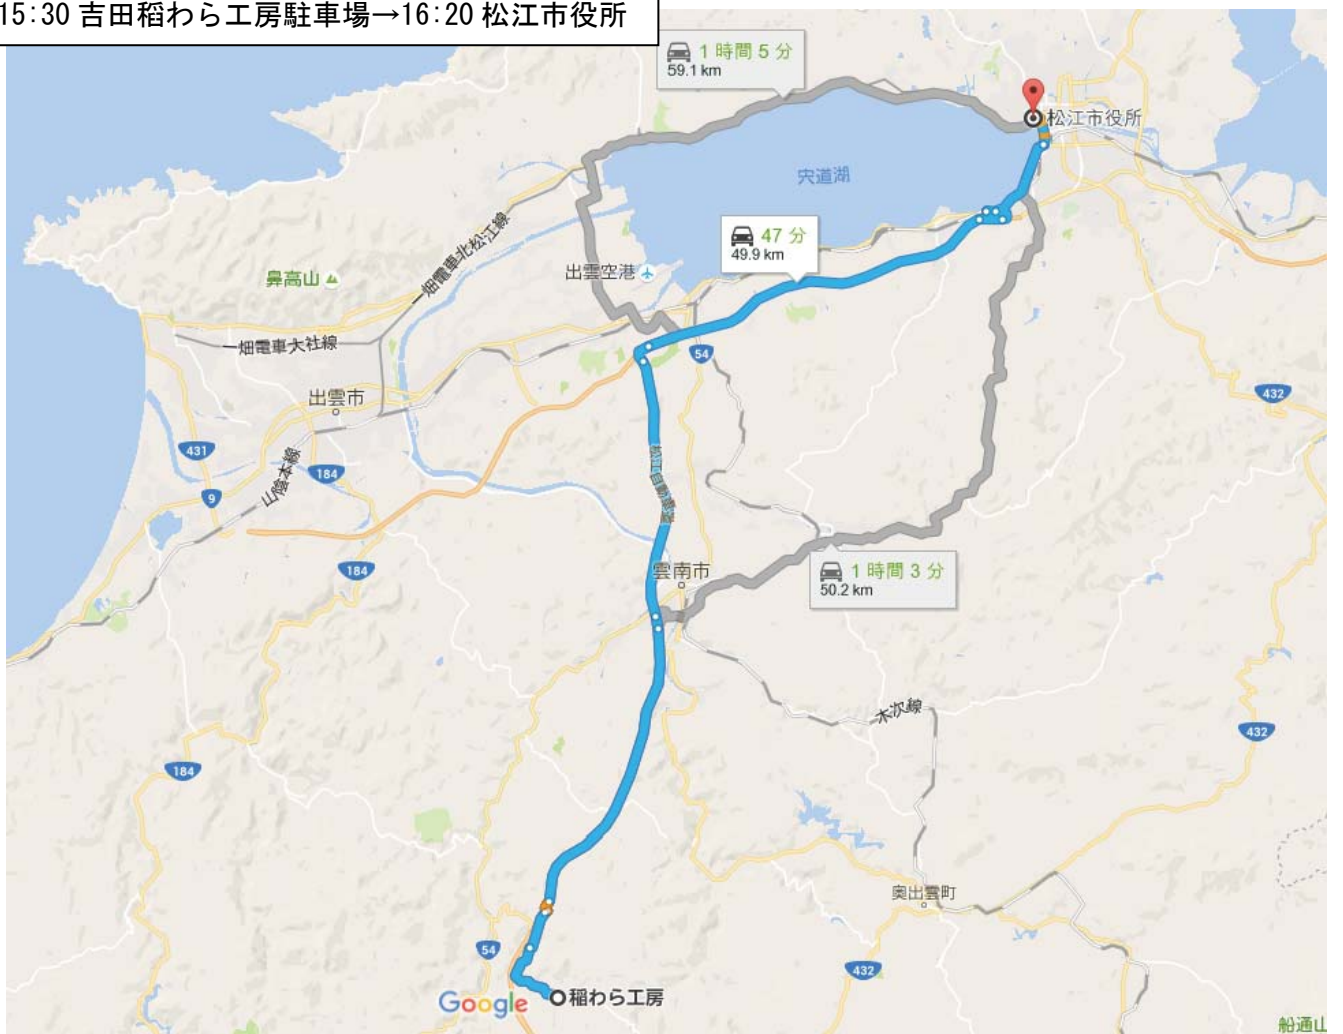 15:30 吉田稲わら工房駐車場→16:20 松江市役所
1 時間 5 分
59.1 km
松江市役所
宍道湖
47 分
49.9 km
一畑電車北松江線
出雲空港
鼻高山
一畑電車大社線
54
出雲市
432
431
184
山陰本線
9
184
雲南市
1 時間 3 分
50.2 km
木次線
432
184
奥出雲町
54
432
稲わら工房
Google
船通山